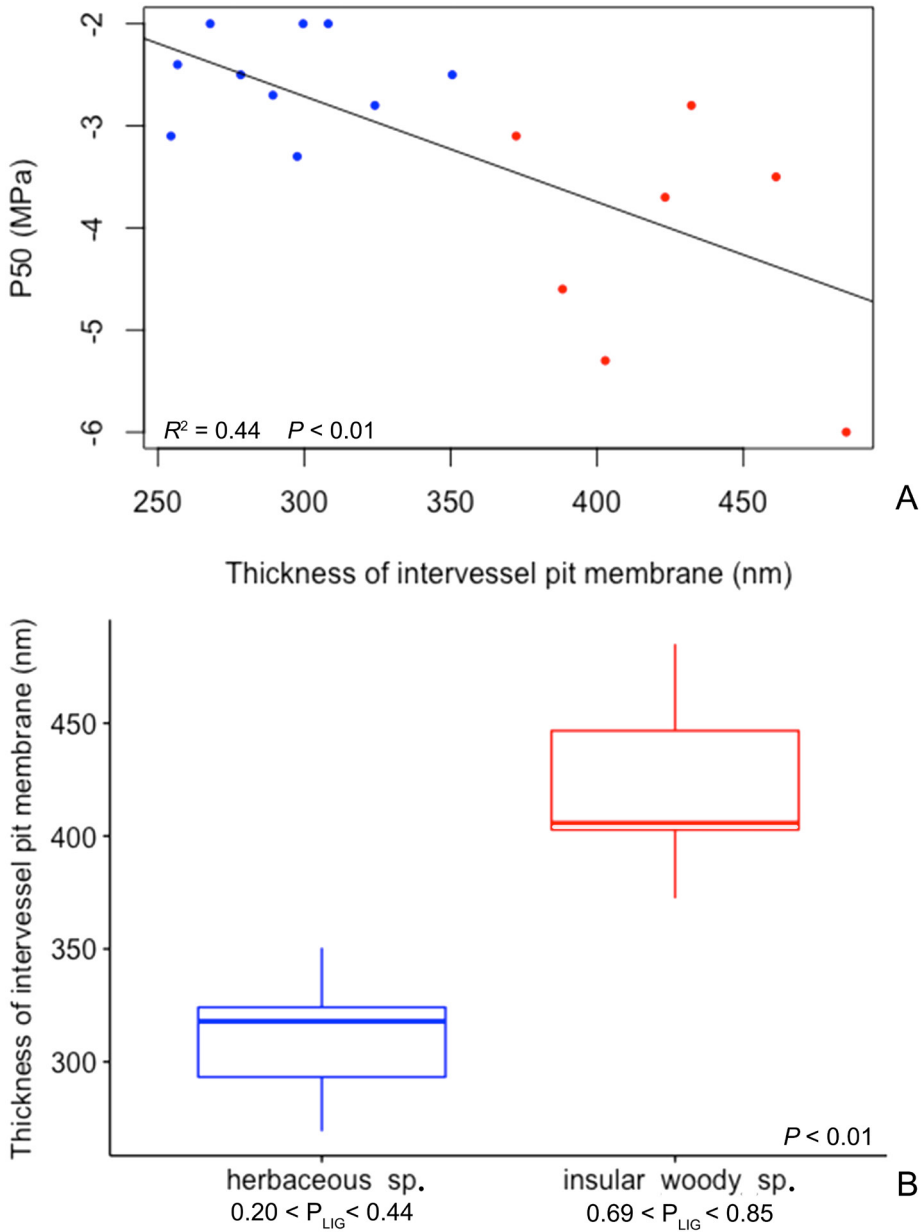 -2
-3
-4
-5
-6
P50 (MPa)
R² = 0.44 P < 0.01
250 300 350 400 450
A
Thickness of intervessel pit membrane (nm)
Thickness of intervessel pit membrane (nm)
450
400
350
300
P < 0.01
herbaceous sp. insular woody sp.
B
0.20 < P_LIG < 0.44 0.69 < P_LIG < 0.85